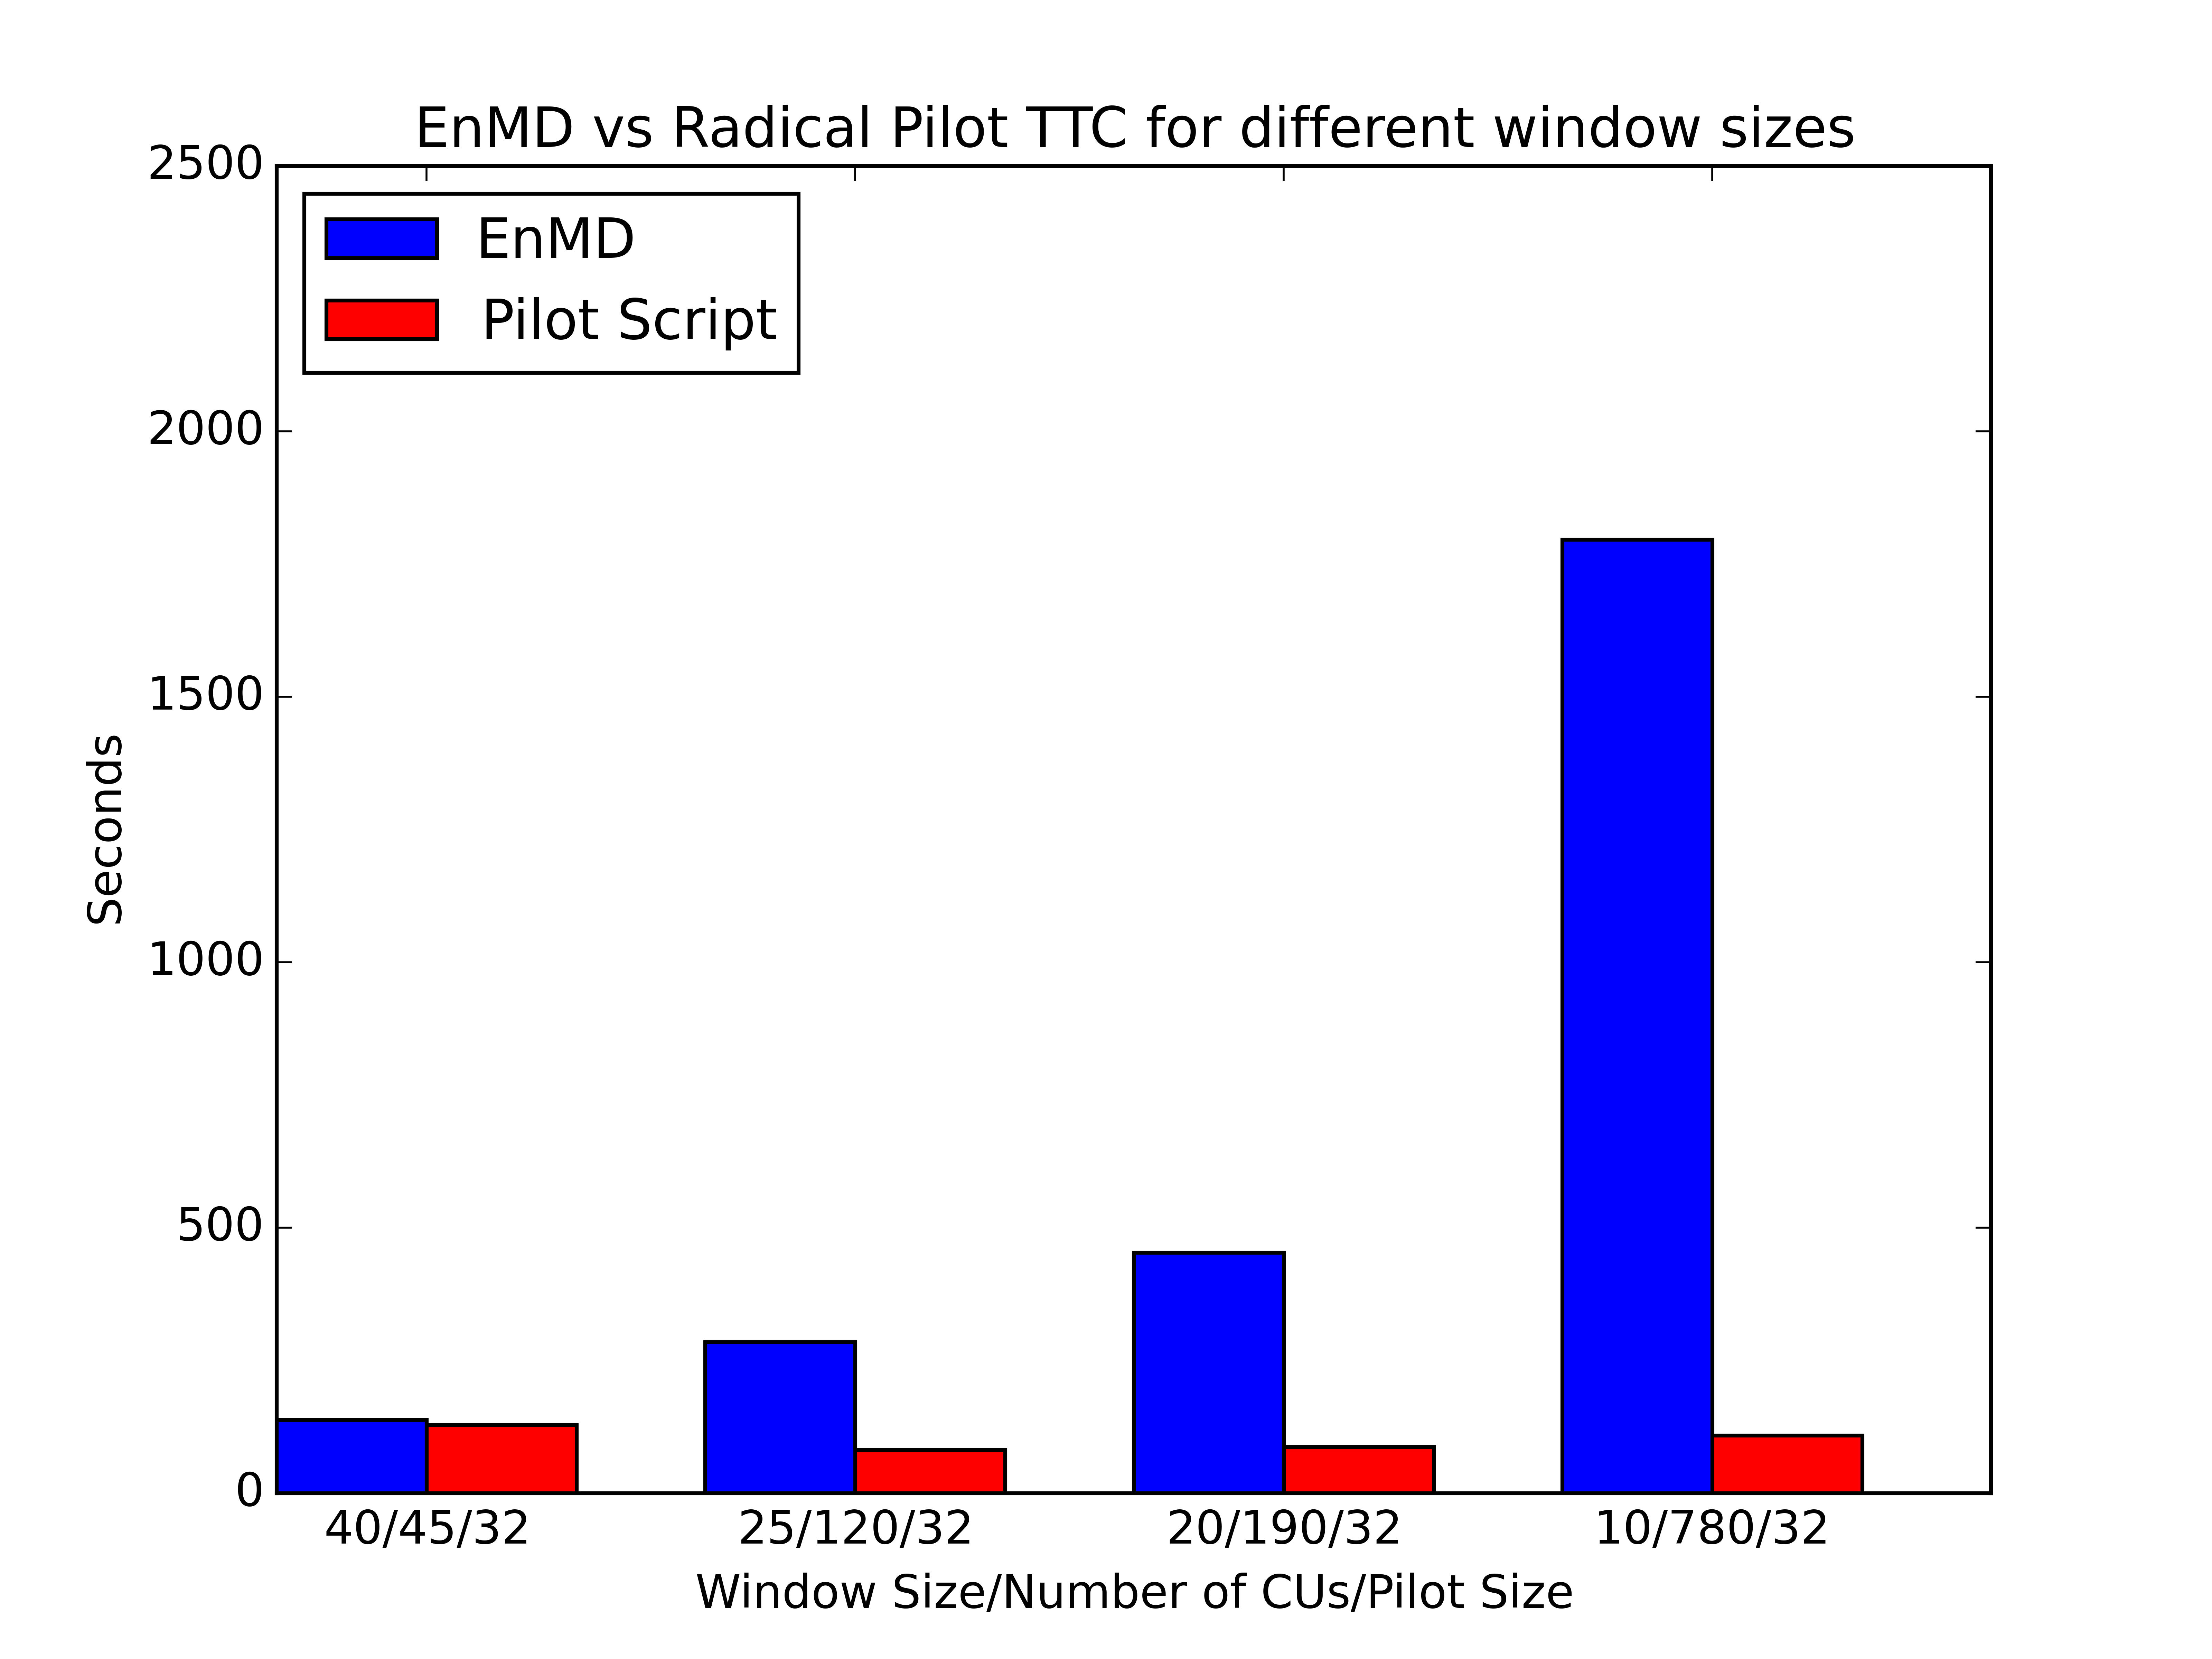 EnMD vs Radical Pilot TTC for different window sizes
2500
2000
1500
1000
500
0
Seconds
EnMD
Pilot Script
40/45/32
25/120/32
20/190/32
10/780/32
Window Size/Number of CUs/Pilot Size